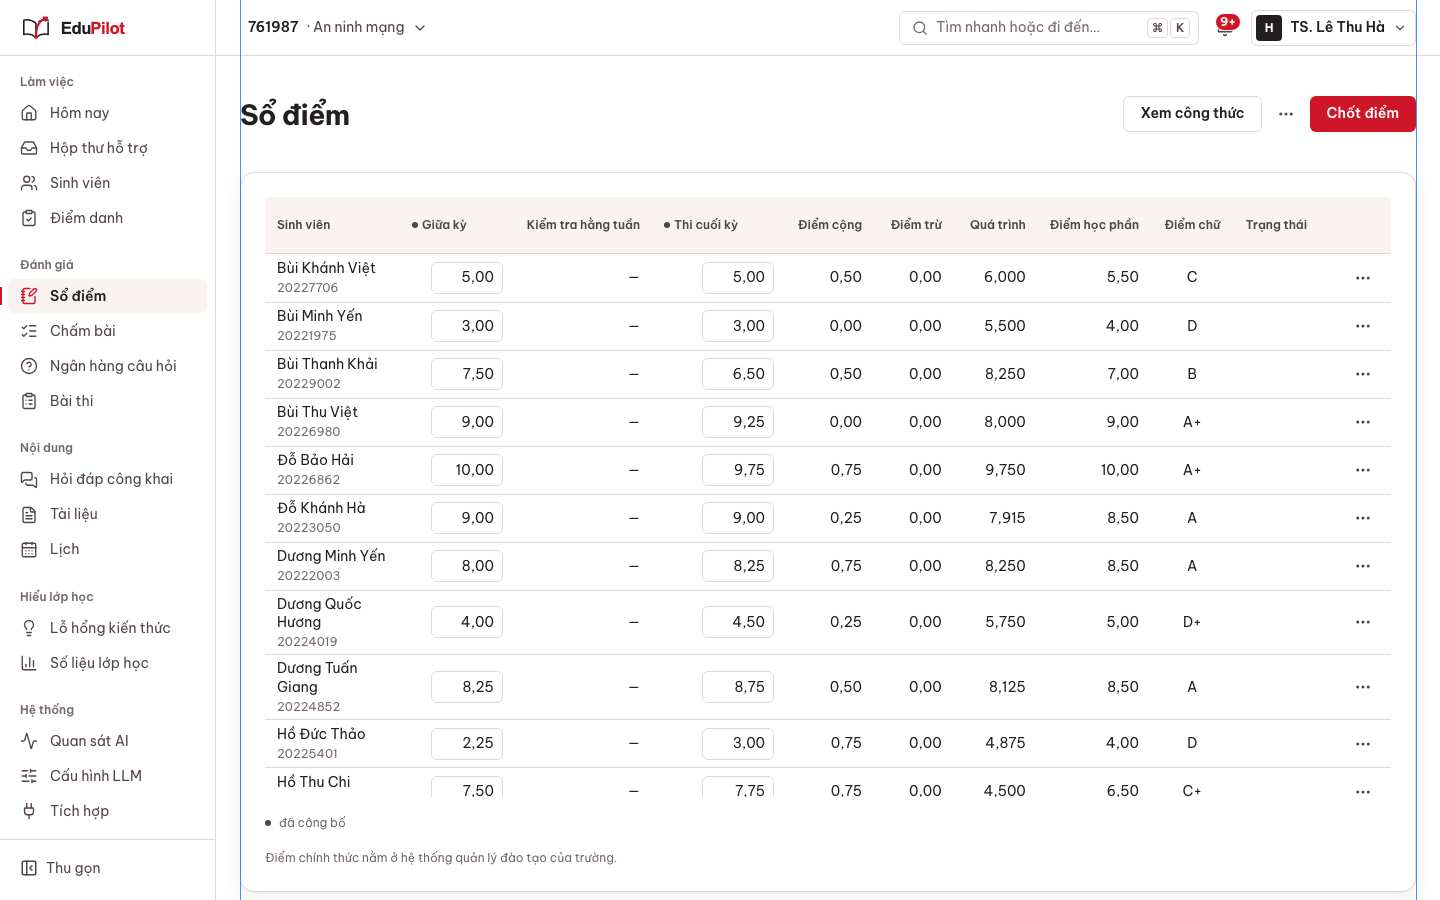 EduPilot
761987 · An ninh mạng
Tìm nhanh hoặc đi đến...
⌘ K
9+
H TS. Lê Thu Hà
Làm việc
Hôm nay
Hộp thư hỗ trợ
Sinh viên
Điểm danh
Đánh giá
Sổ điểm
Chấm bài
Ngân hàng câu hỏi
Bài thi
Nội dung
Hỏi đáp công khai
Tài liệu
Lịch
Hiểu lớp học
Lỗ hổng kiến thức
Số liệu lớp học
Hệ thống
Quan sát AI
Cấu hình LLM
Tích hợp
Thu gọn
Sổ điểm
Xem công thức ··· Chốt điểm
Sinh viên • Giữa kỳ Kiểm tra hằng tuần • Thi cuối kỳ Điểm cộng Điểm trừ Quá trình Điểm học phần Điểm chữ Trạng thái
Bùi Khánh Việt
20227706
5,00 — 5,00 0,50 0,00 6,000 5,50 C ···
Bùi Minh Yến
20221975
3,00 — 3,00 0,00 0,00 5,500 4,00 D ···
Bùi Thanh Khải
20229002
7,50 — 6,50 0,50 0,00 8,250 7,00 B ···
Bùi Thu Việt
20226980
9,00 — 9,25 0,00 0,00 8,000 9,00 A+ ···
Đỗ Bảo Hải
20226862
10,00 — 9,75 0,75 0,00 9,750 10,00 A+ ···
Đỗ Khánh Hà
20223050
9,00 — 9,00 0,25 0,00 7,915 8,50 A ···
Dương Minh Yến
20222003
8,00 — 8,25 0,75 0,00 8,250 8,50 A ···
Dương Quốc
Hương
20224019
4,00 — 4,50 0,25 0,00 5,750 5,00 D+ ···
Dương Tuấn
Giang
20224852
8,25 — 8,75 0,50 0,00 8,125 8,50 A ···
Hồ Đức Thảo
20225401
2,25 — 3,00 0,75 0,00 4,875 4,00 D ···
Hồ Thu Chi
7,50 — 7,75 0,75 0,00 4,500 6,50 C+ ···
• đã công bố
Điểm chính thức nằm ở hệ thống quản lý đào tạo của trường.